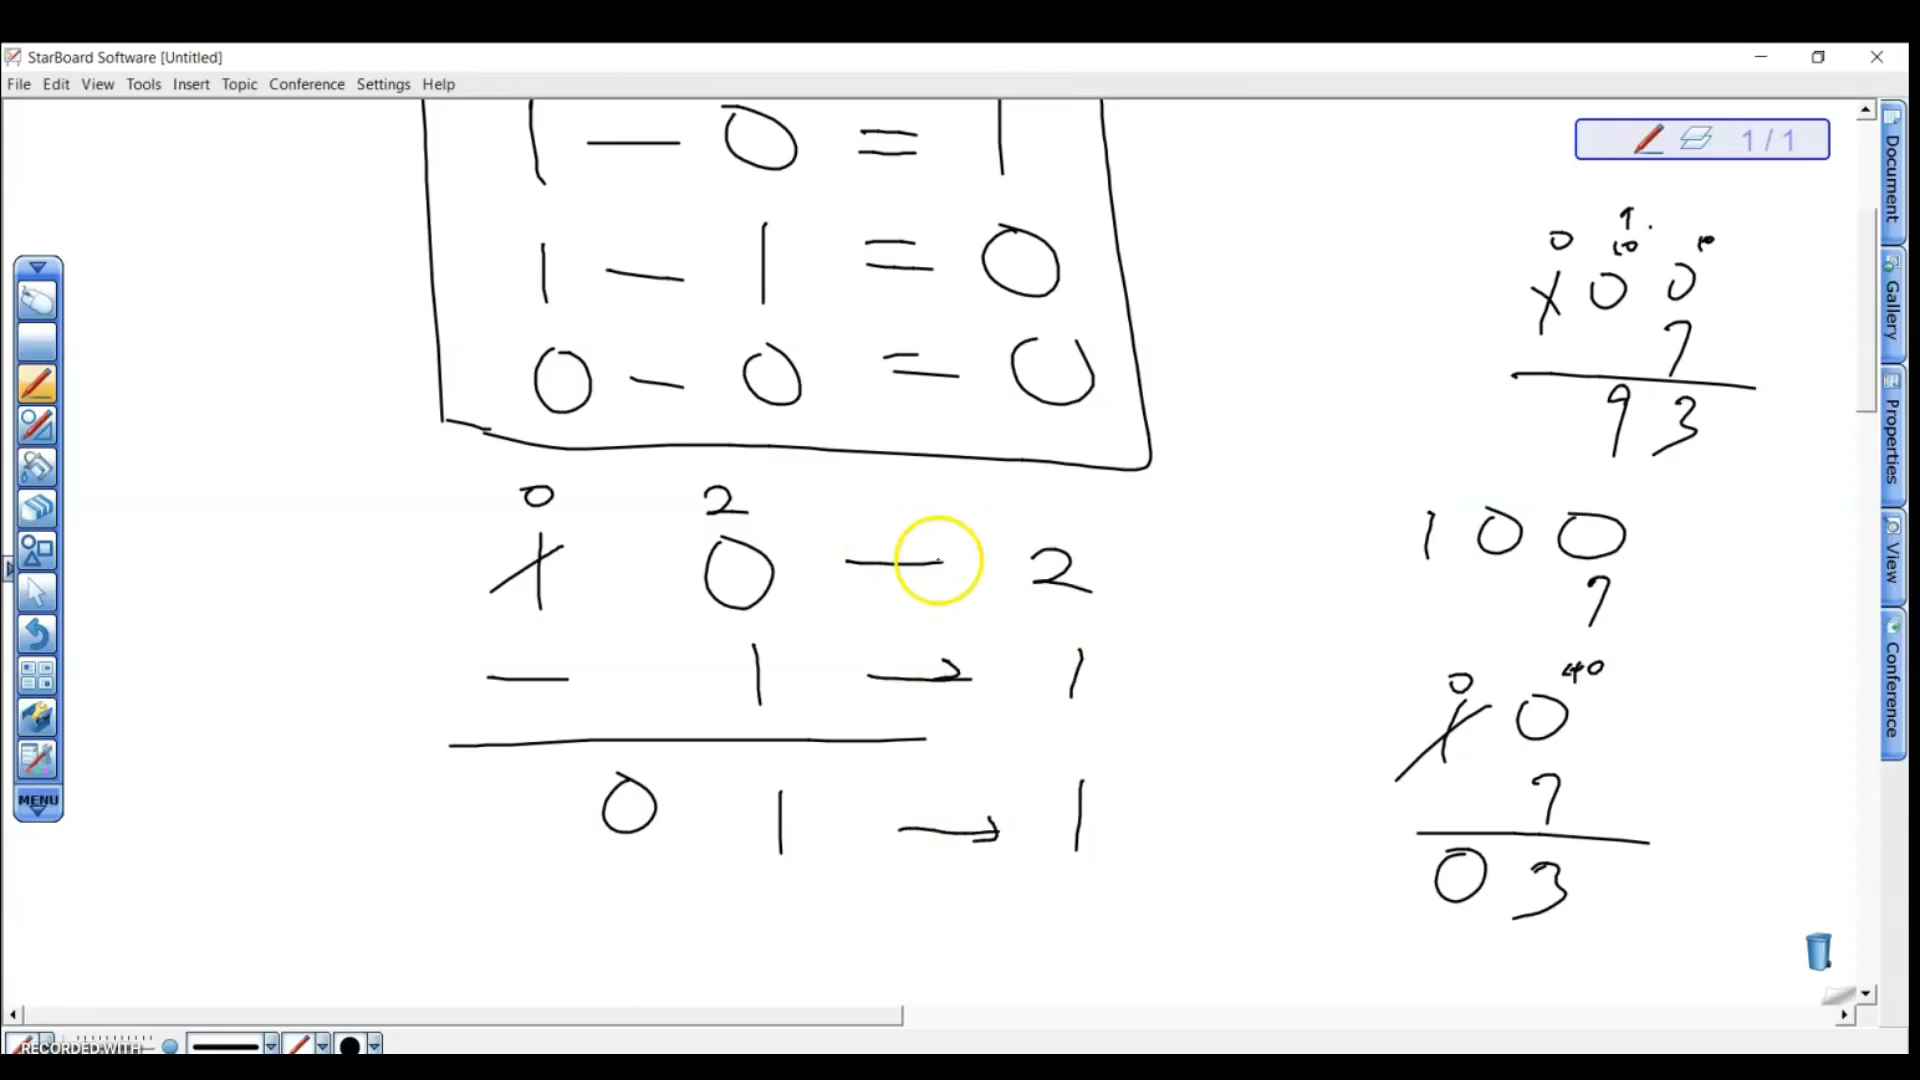 StarBoard Software [Untitled]
File Edit View Tools Insert Topic Conference Settings Help
1 / 1
Document
Gallery
Properties
View
Conference
MENU
1 — 0 = 1
1 — 1 = 0
0 — 0 = 0
0 2
1 0 — 2
— 1 → 1
0 1 → 1
0 10 10
1 0 0
7
9 3
1 0 0
7
0
1 0
7
0 3
RECORDED WITH